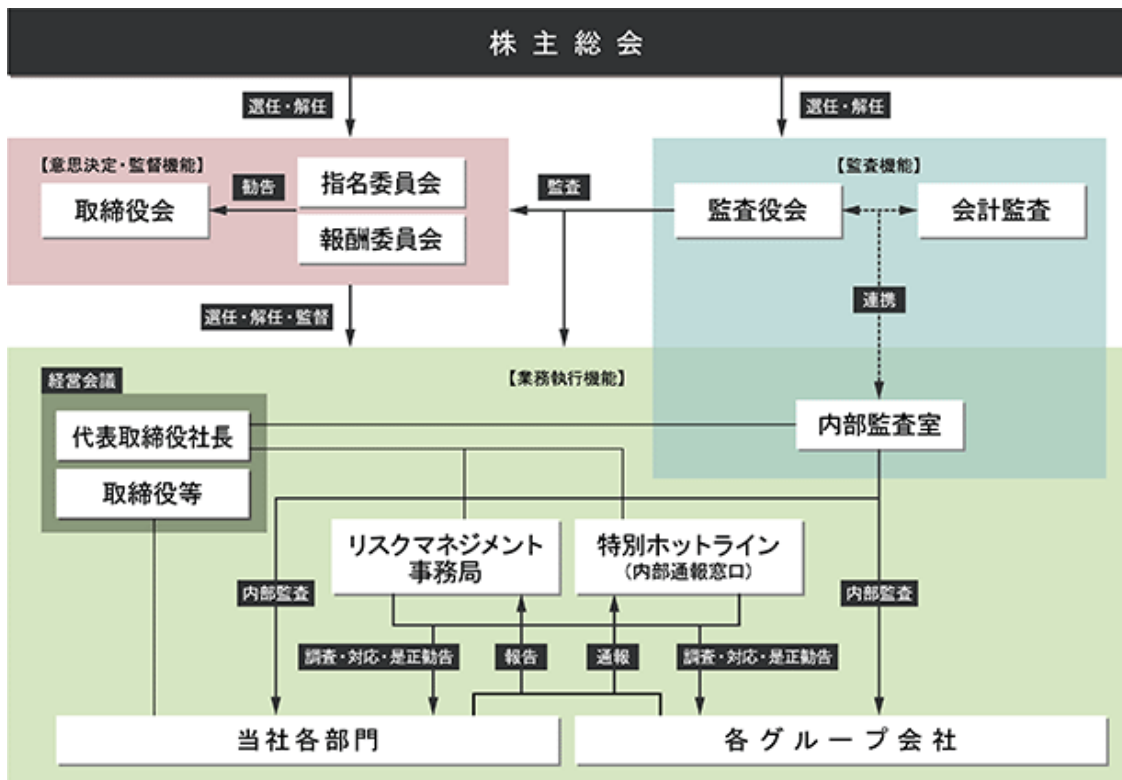 株主総会
選任・解任
選任・解任
【意思決定・監督機能】
取締役会
勧告
指名委員会
報酬委員会
監査
【監査機能】
監査役会
会計監査
連携
選任・解任・監督
【業務執行機能】
経営会議
代表取締役社長
取締役等
内部監査室
リスクマネジメント
事務局
特別ホットライン
(内部通報窓口)
内部監査
内部監査
調査・対応・是正勧告
報告
通報
調査・対応・是正勧告
当社各部門
各グループ会社